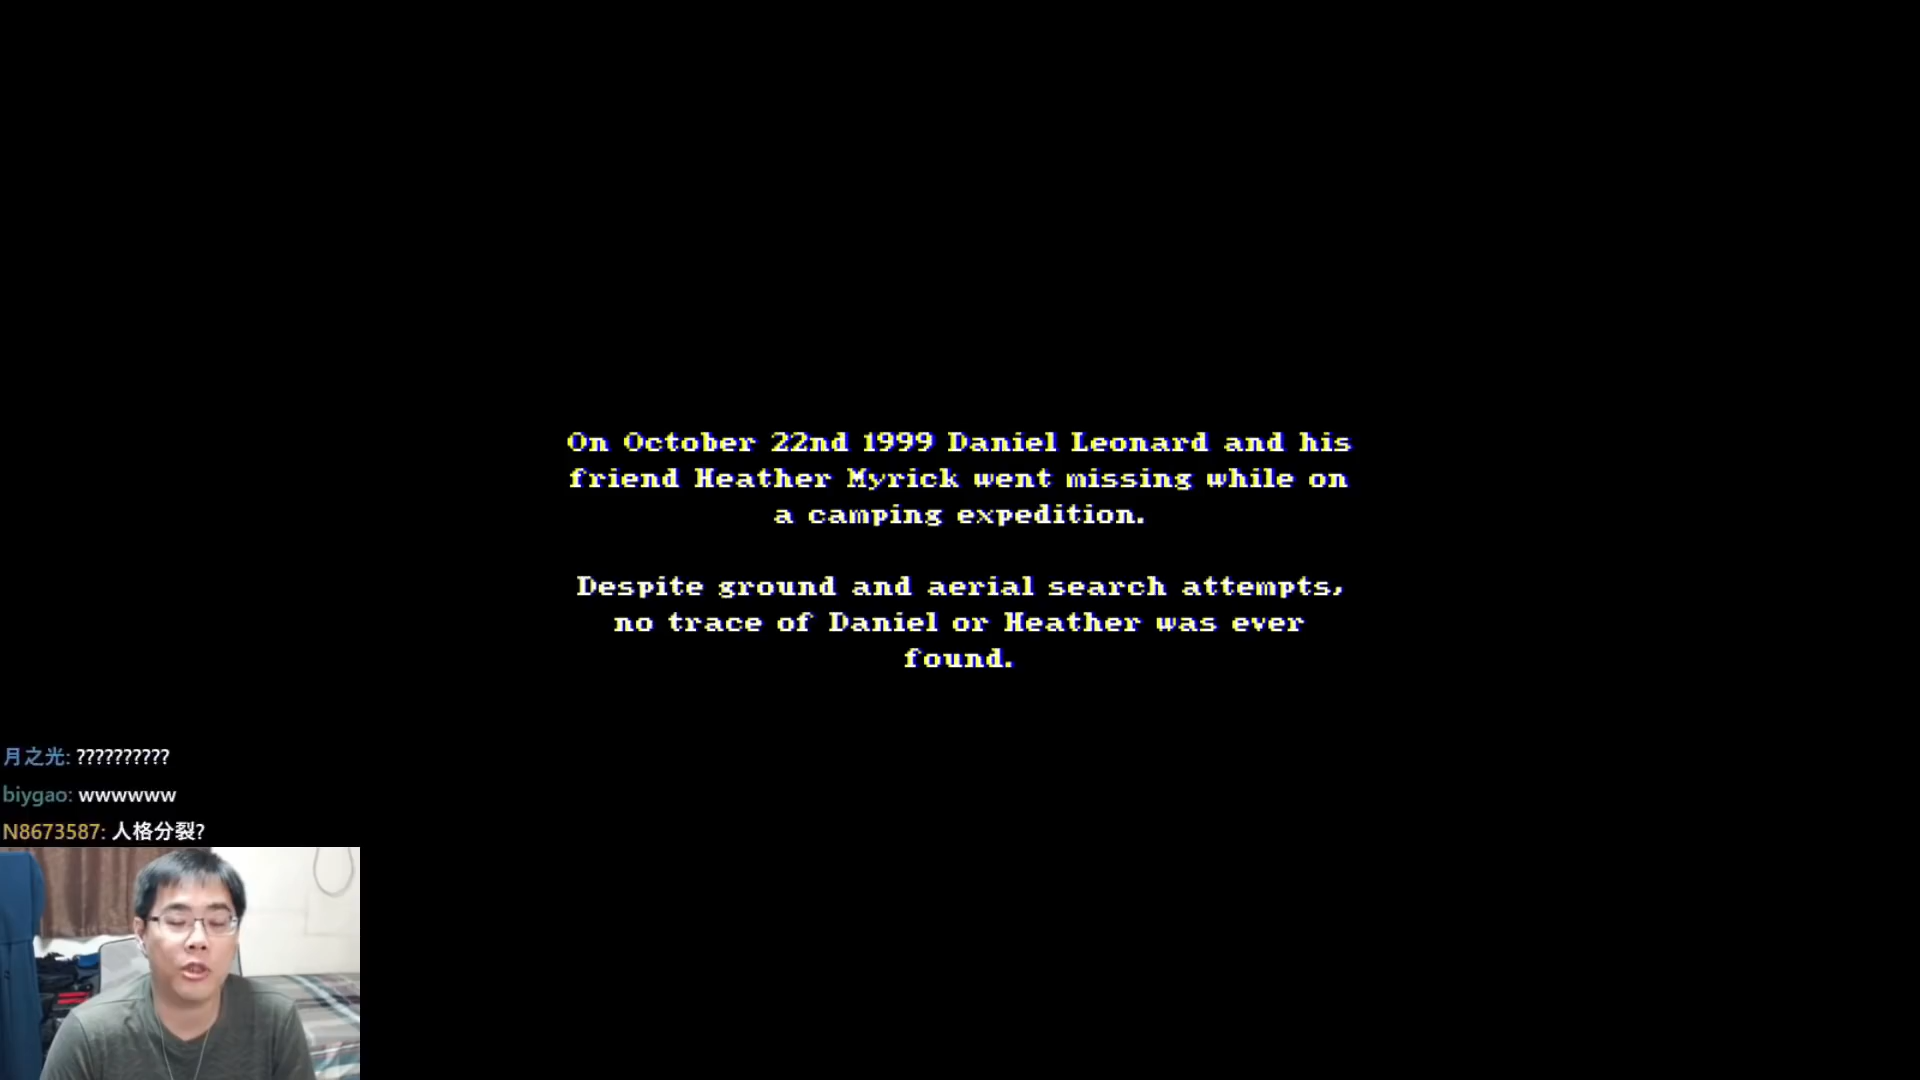 On October 22nd 1999 Daniel Leonard and his
friend Heather Myrick went missing while on
a camping expedition.
Despite ground and aerial search attempts,
no trace of Daniel or Heather was ever
found.
月之光: ??????????
biygao: wwwwww
N8673587: 人格分裂?